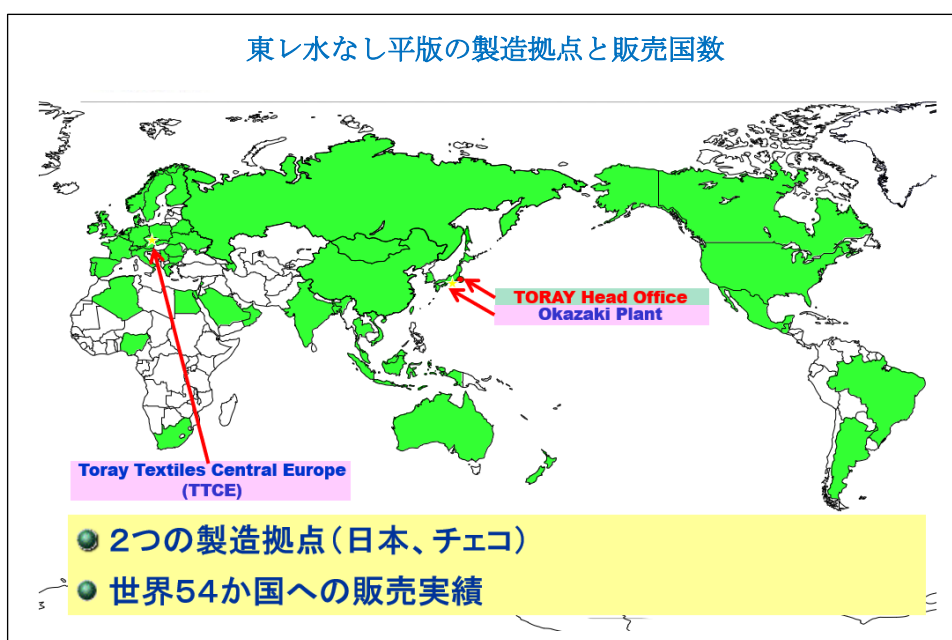 東レ水なし平版の製造拠点と販売国数
TORAY Head Office
Okazaki Plant
Toray Textiles Central Europe
(TTCE)
2つの製造拠点(日本、チェコ)
世界54か国への販売実績